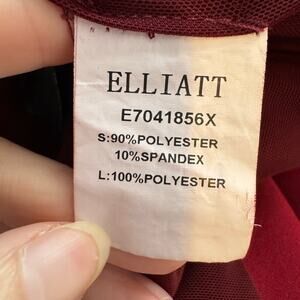 ELLIATT
E7041856X
S:90%POLYESTER
10%SPANDEX
L:100%POLYESTER